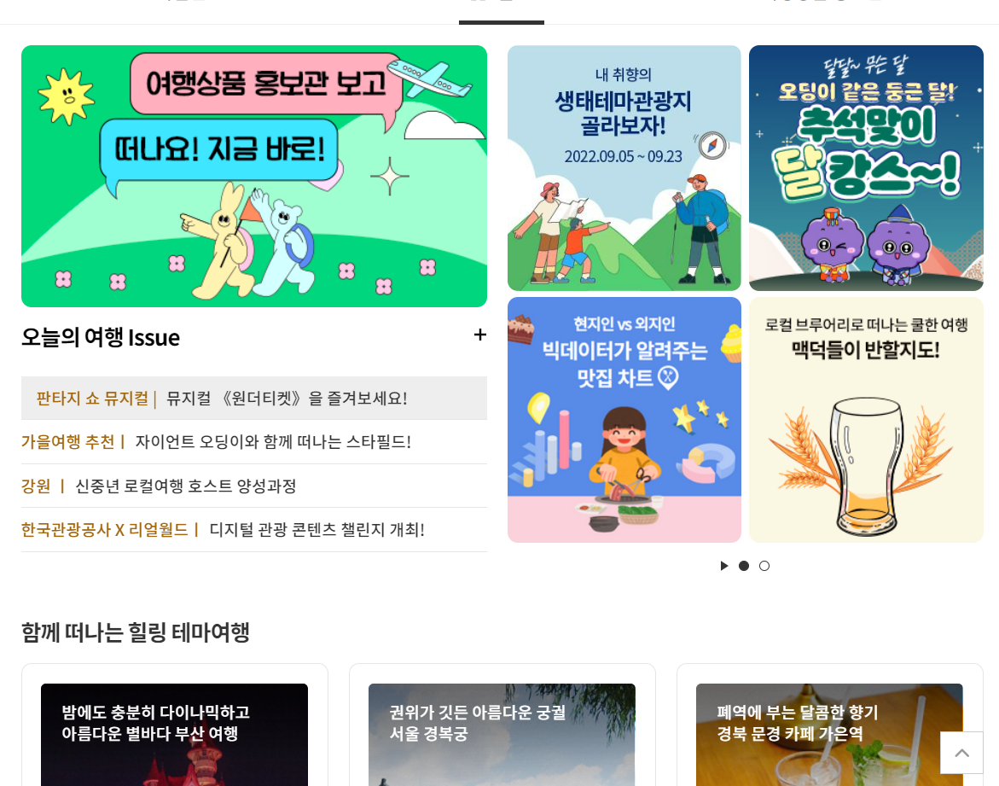 여행상품 홍보관 보고
떠나요! 지금 바로!
오늘의 여행 Issue
+
판타지 쇼 뮤지컬 | 뮤지컬 《원더티켓》을 즐겨보세요!
가을여행 추천ㅣ 자이언트 오딩이와 함께 떠나는 스타필드!
강원 ㅣ 신중년 로컬여행 호스트 양성과정
한국관광공사 X 리얼월드ㅣ 디지털 관광 콘텐츠 챌린지 개최!
내 취향의
생태테마관광지
골라보자!
2022.09.05 ~ 09.23
달달~ 무슨 달
오딩이 같은 둥근 달!
추석맞이
달캉스~!
현지인 vs 외지인
빅데이터가 알려주는
맛집 차트
로컬 브루어리로 떠나는 쿨한 여행
맥덕들이 반할지도!
함께 떠나는 힐링 테마여행
밤에도 충분히 다이나믹하고
아름다운 별바다 부산 여행
권위가 깃든 아름다운 궁궐
서울 경복궁
폐역에 부는 달콤한 향기
경북 문경 카페 가은역